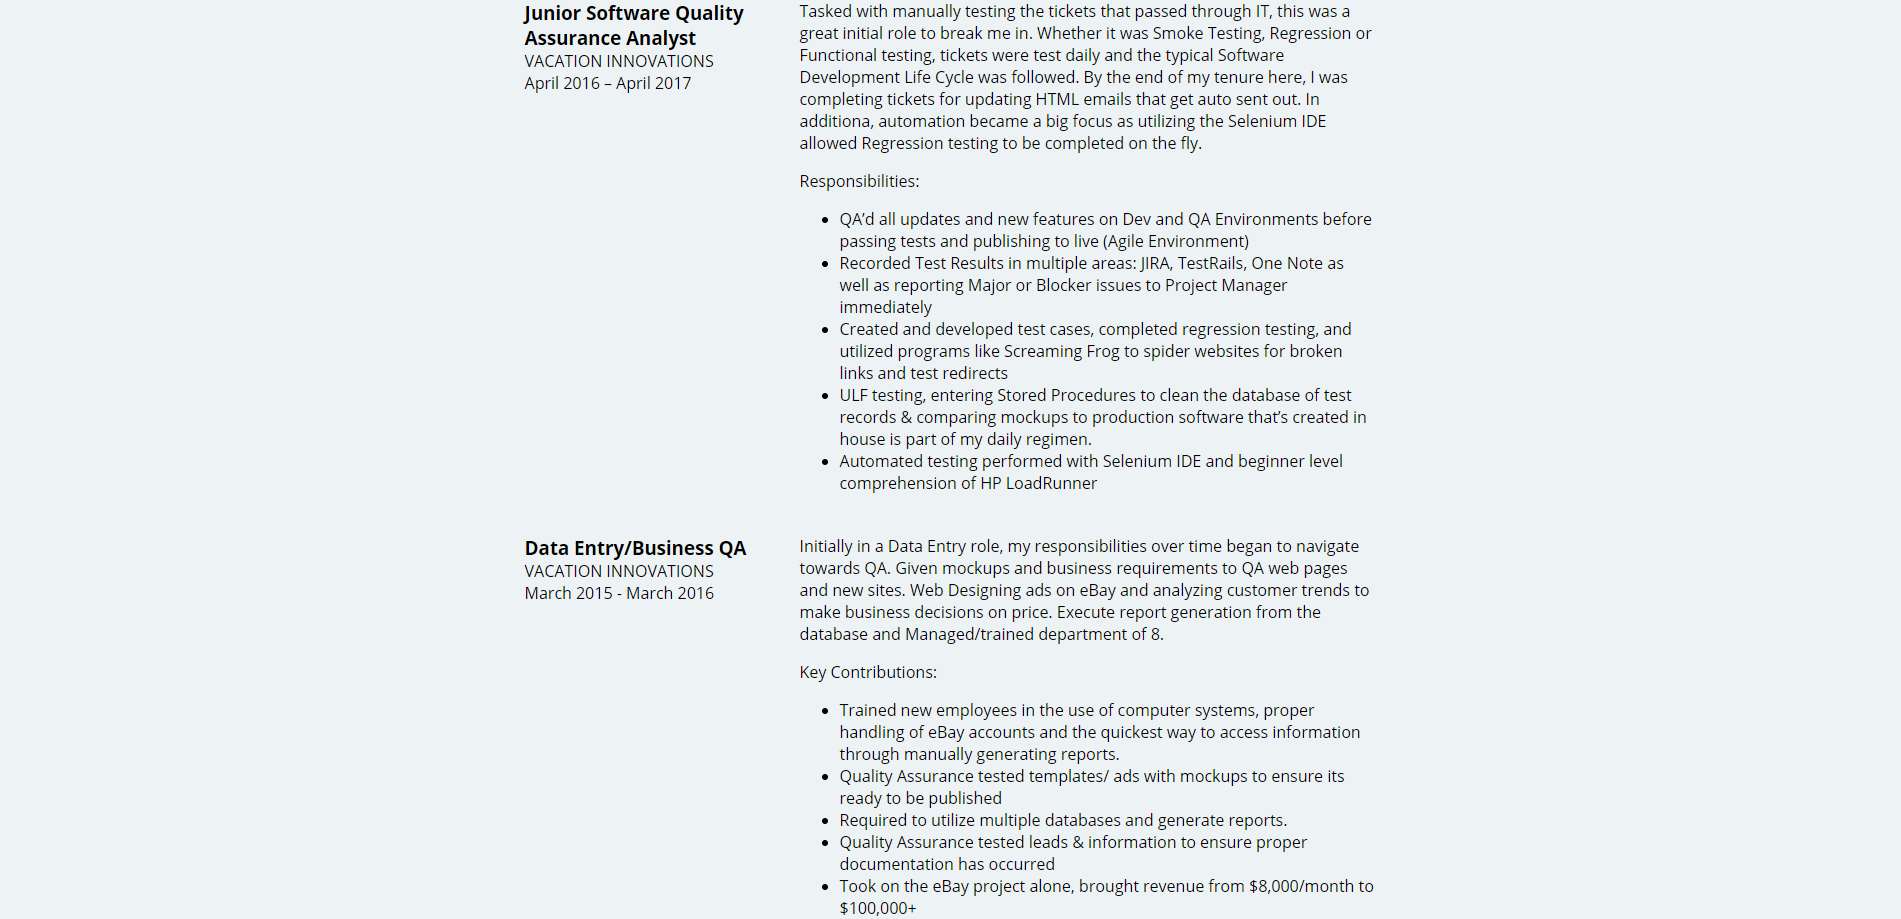 Junior Software Quality
Assurance Analyst
VACATION INNOVATIONS
April 2016 – April 2017
Tasked with manually testing the tickets that passed through IT, this was a
great initial role to break me in. Whether it was Smoke Testing, Regression or
Functional testing, tickets were test daily and the typical Software
Development Life Cycle was followed. By the end of my tenure here, I was
completing tickets for updating HTML emails that get auto sent out. In
additiona, automation became a big focus as utilizing the Selenium IDE
allowed Regression testing to be completed on the fly.
Responsibilities:
• QA’d all updates and new features on Dev and QA Environments before
passing tests and publishing to live (Agile Environment)
• Recorded Test Results in multiple areas: JIRA, TestRails, One Note as
well as reporting Major or Blocker issues to Project Manager
immediately
• Created and developed test cases, completed regression testing, and
utilized programs like Screaming Frog to spider websites for broken
links and test redirects
• ULF testing, entering Stored Procedures to clean the database of test
records & comparing mockups to production software that’s created in
house is part of my daily regimen.
• Automated testing performed with Selenium IDE and beginner level
comprehension of HP LoadRunner
Data Entry/Business QA
VACATION INNOVATIONS
March 2015 - March 2016
Initially in a Data Entry role, my responsibilities over time began to navigate
towards QA. Given mockups and business requirements to QA web pages
and new sites. Web Designing ads on eBay and analyzing customer trends to
make business decisions on price. Execute report generation from the
database and Managed/trained department of 8.
Key Contributions:
• Trained new employees in the use of computer systems, proper
handling of eBay accounts and the quickest way to access information
through manually generating reports.
• Quality Assurance tested templates/ ads with mockups to ensure its
ready to be published
• Required to utilize multiple databases and generate reports.
• Quality Assurance tested leads & information to ensure proper
documentation has occurred
• Took on the eBay project alone, brought revenue from $8,000/month to
$100,000+